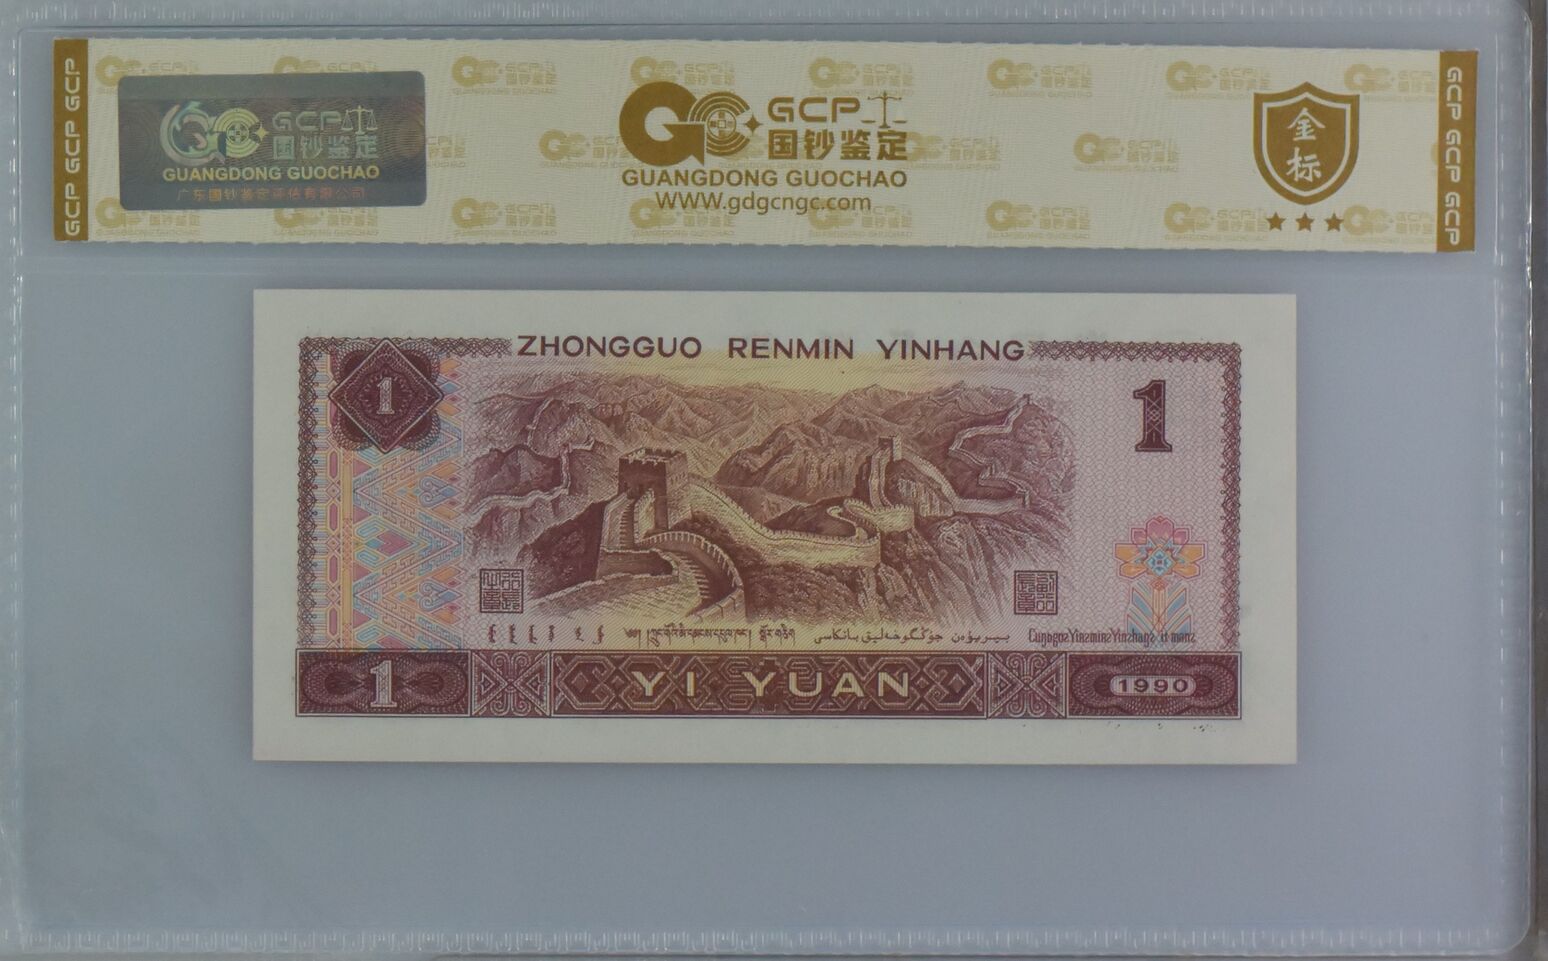 GCP GCP GCP
GCP
国钞鉴定
GUANGDONG GUOCHAO
广东国钞鉴定评估有限公司
GCP
国钞鉴定
GUANGDONG GUOCHAO
WWW.gdgcngc.com
金标
GCP GCP GCP
ZHONGGUO RENMIN YINHANG
1
1
1
YI YUAN
1990